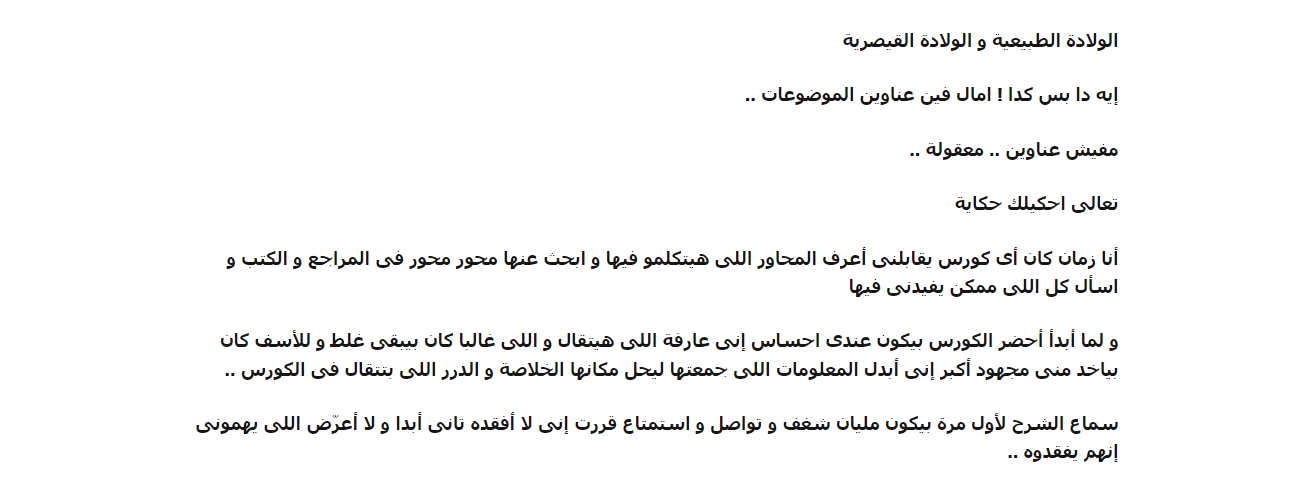 الولادة الطبيعية و الولادة القيصرية
إيه دا بس كدا ! امال فين عناوين الموضوعات ..
مفيش عناوين .. معقولة ..
تعالى احكيلك حكاية
أنا زمان كان أى كورس يقابلنى أعرف المحاور اللى هيتكلمو فيها و ابحث عنها محور محور فى المراجع و الكتب و
اسأل كل اللى ممكن يفيدنى فيها
و لما أبدأ أحضر الكورس بيكون عندى احساس إنى عارفة اللى هيتقال و اللى غالبا كان بيبقى غلط و للأسف كان
بياخد منى مجهود أكبر إنى أبدل المعلومات اللى جمعتها ليحل مكانها الخلاصة و الدرر اللى بتتقال فى الكورس ..
سماع الشرح لأول مرة بيكون مليان شغف و تواصل و استمتاع قررت إنى لا أفقده تانى أبدا و لا أعرّض اللى يهمونى
إنهم يفقدوه ..